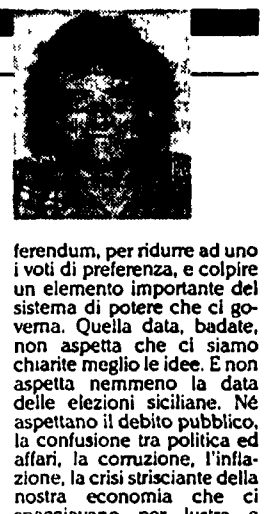 ferendum, per ridurre ad uno
i voti di preferenza, e colpire
un elemento importante del
sistema di potere che ci go-
verna. Quella data, badate,
non aspetta che ci siamo
chiarite meglio le idee. E non
aspetta nemmeno la data
delle elezioni siciliane. Né
aspettano il debito pubblico,
la confusione tra politica ed
affari, la corruzione, l'infla-
zione, la crisi strisciante della
nostra economia che ci